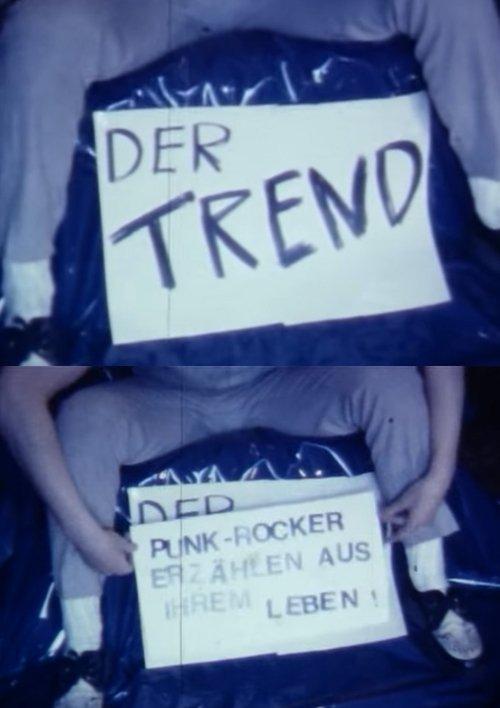 DER
TREND
DER
PUNK-ROCKER
ERZÄHLEN AUS
IHREM LEBEN!